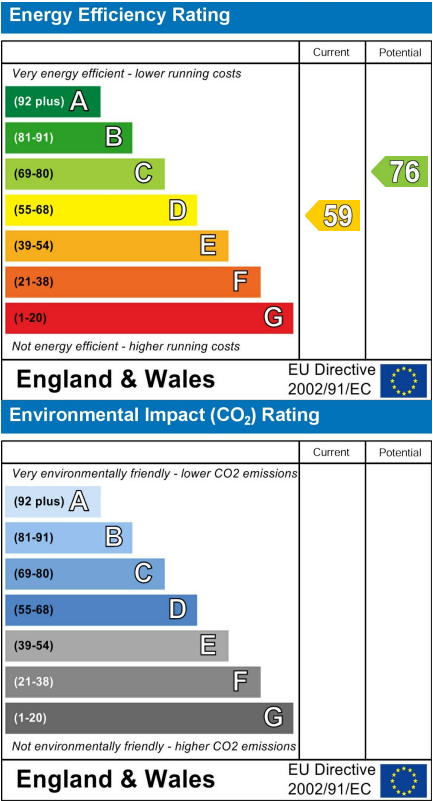 Energy Efficiency Rating
Current Potential
Very energy efficient - lower running costs
(92 plus) A
(81-91) B
(69-80) C
76
(55-68) D
59
(39-54) E
(21-38) F
(1-20) G
Not energy efficient - higher running costs
England & Wales
EU Directive
2002/91/EC
Environmental Impact (CO₂) Rating
Current Potential
Very environmentally friendly - lower CO2 emissions
(92 plus) A
(81-91) B
(69-80) C
(55-68) D
(39-54) E
(21-38) F
(1-20) G
Not environmentally friendly - higher CO2 emissions
England & Wales
EU Directive
2002/91/EC